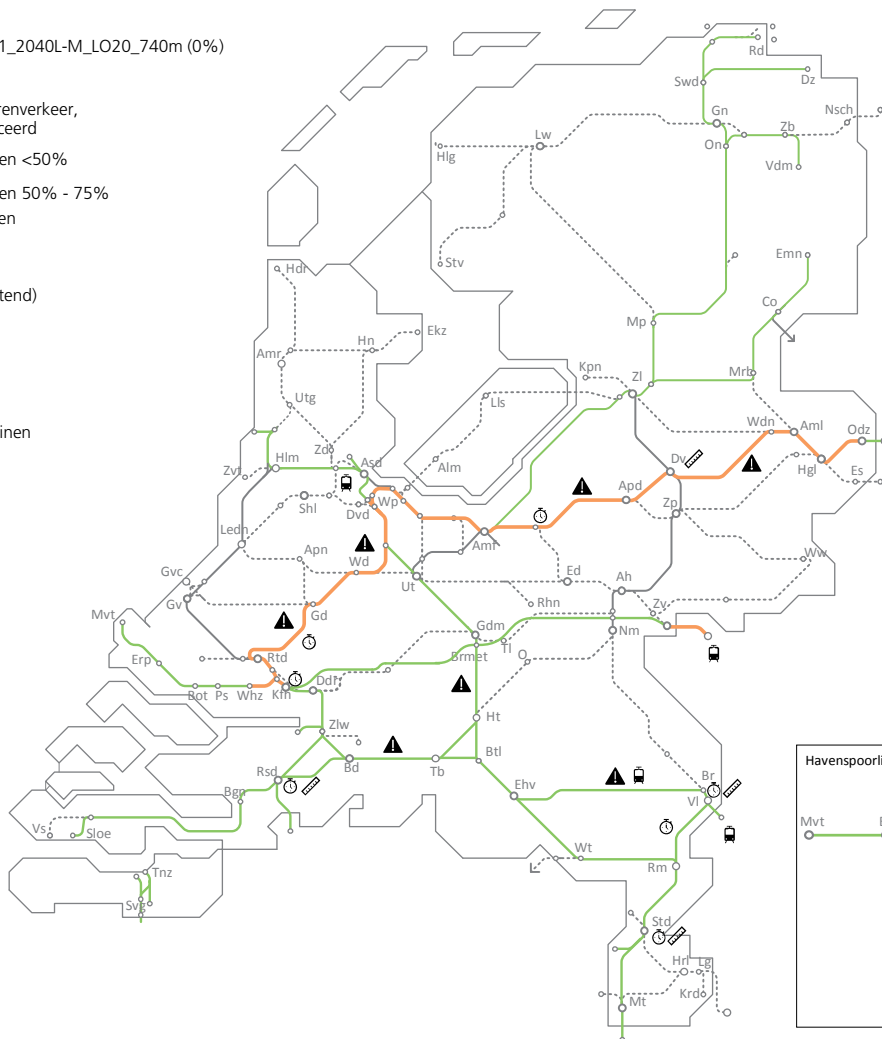 1_2040L-M_LO20_740m (0%)
renverkeer,
ceerd
en <50%
en 50% - 75%
en
tend)
inen
Rd
Swd
Dz
Gn
Zb
Nsch
On
Vdm
Lw
Hlg
Stv
Hdr
Emn
Co
Mp
Ekz
Hn
Amr
Kpn
Zl
Mrb
Utg
Lls
Wdn
Aml
Odz
Zd
Hlm
Asd
Zvt
Alm
Dv
Hgl
Es
Shl
Wp
Dvd
Apd
Zp
Ledn
Amf
Apn
Wd
Ut
Ed
Ww
Gvc
Gv
Ah
Rhn
Zv
Mvt
Gd
Gdm
Nm
Tl
Erp
Rtd
Brmet
O
Bot
Ps
Whz
Kfh
Ddr
Zlw
Ht
Rsd
Bd
Tb
Btl
Br
Vl
Bgn
Ehv
Vs
Sloe
Wt
Rm
Tnz
Svg
Std
Hrl
Lg
Krd
Mt
Havenspoorli
Mvt
E